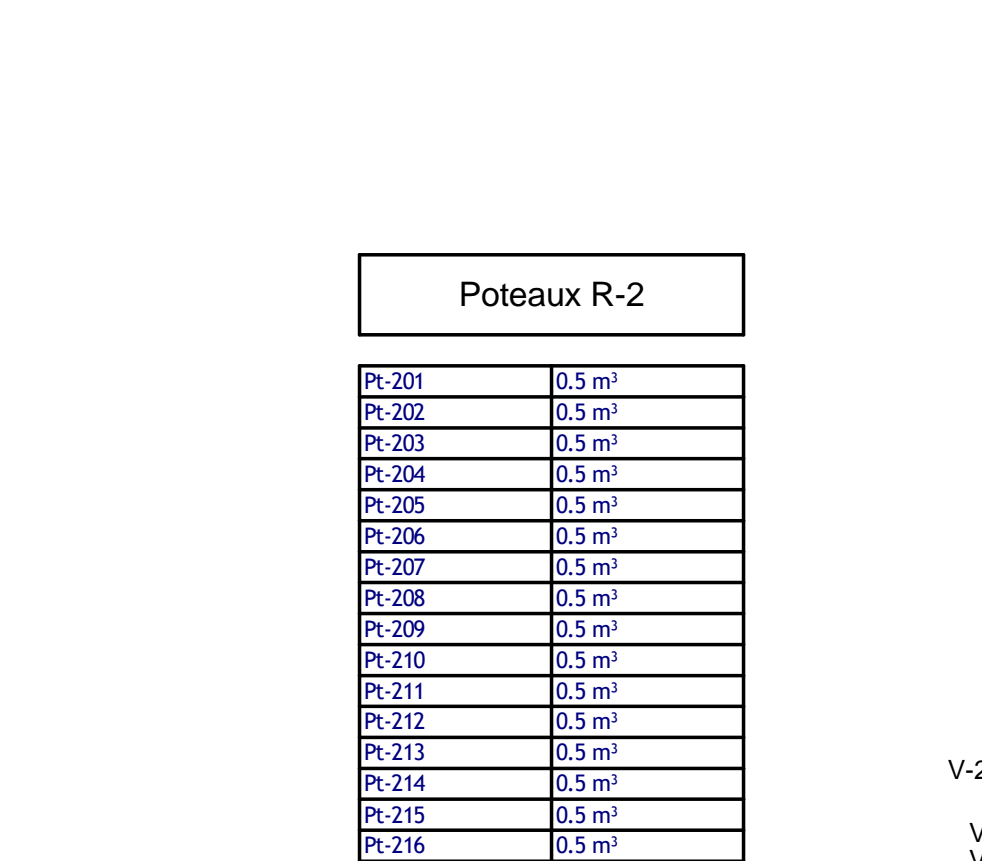 Poteaux R-2
Pt-201 0.5 m³
Pt-202 0.5 m³
Pt-203 0.5 m³
Pt-204 0.5 m³
Pt-205 0.5 m³
Pt-206 0.5 m³
Pt-207 0.5 m³
Pt-208 0.5 m³
Pt-209 0.5 m³
Pt-210 0.5 m³
Pt-211 0.5 m³
Pt-212 0.5 m³
Pt-213 0.5 m³
Pt-214 0.5 m³
V-2
Pt-215 0.5 m³
V
Pt-216 0.5 m³